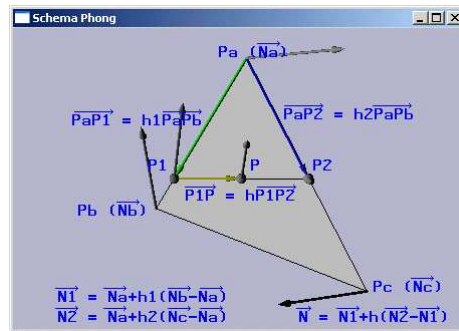 Schema Phong
Pa (Na)
PaP1 = h1PaPb
PaP2 = h2PaPb
P1
P
P2
P1P = hP1P2
Pb (Nb)
Pc (Nc)
N1 = Na+h1(Nb-Na)
N2 = Na+h2(Nc-Na)
N = N1+h(N2-N1)